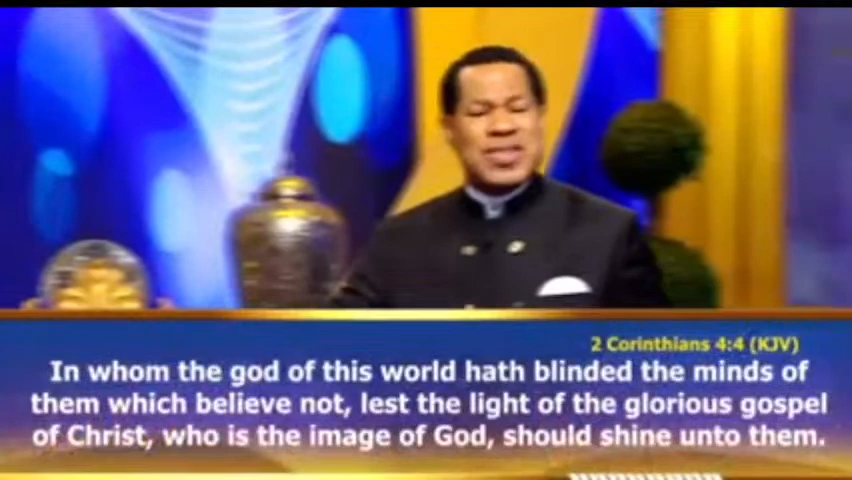 2 Corinthians 4:4 (KJV)
In whom the god of this world hath blinded the minds of
them which believe not, lest the light of the glorious gospel
of Christ, who is the image of God, should shine unto them.